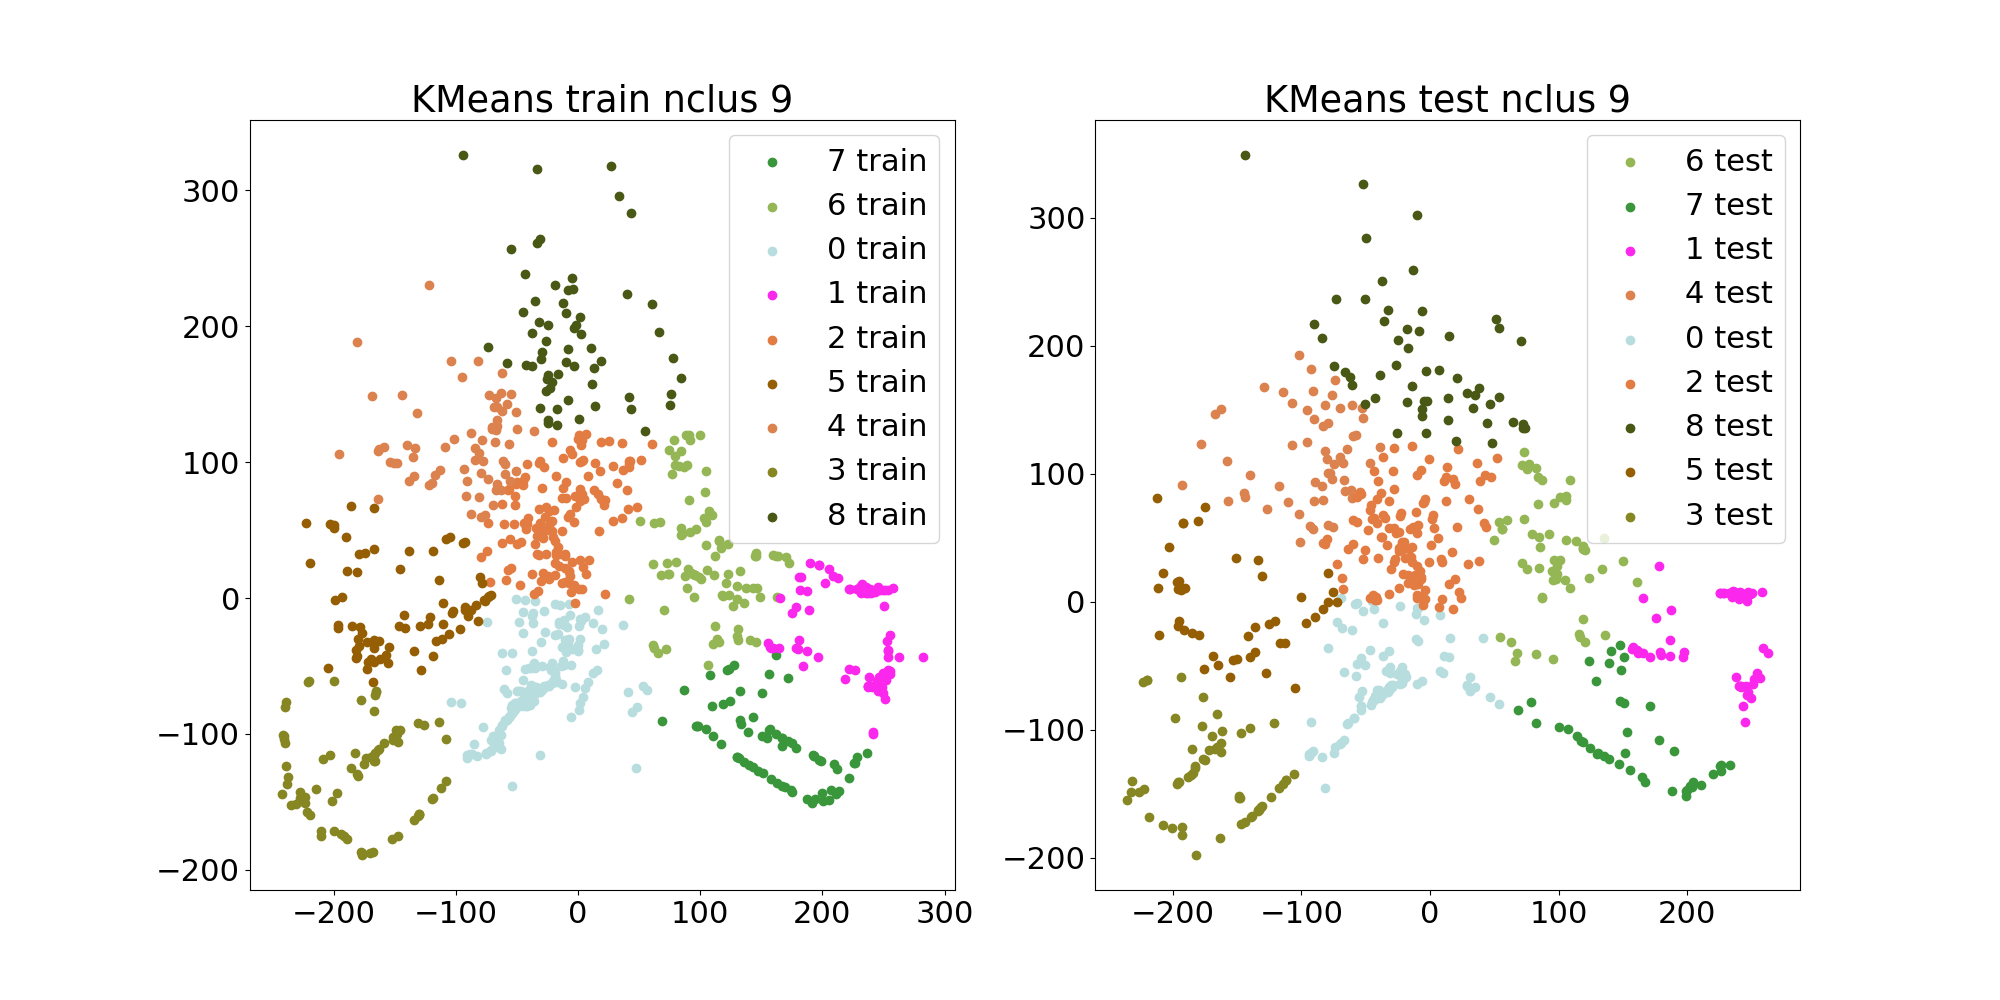 KMeans train nclus 9
300
200
100
0
−100
−200
−200 −100 0 100 200 300
7 train
6 train
0 train
1 train
2 train
5 train
4 train
3 train
8 train
KMeans test nclus 9
300
200
100
0
−100
−200
−200 −100 0 100 200
6 test
7 test
1 test
4 test
0 test
2 test
8 test
5 test
3 test